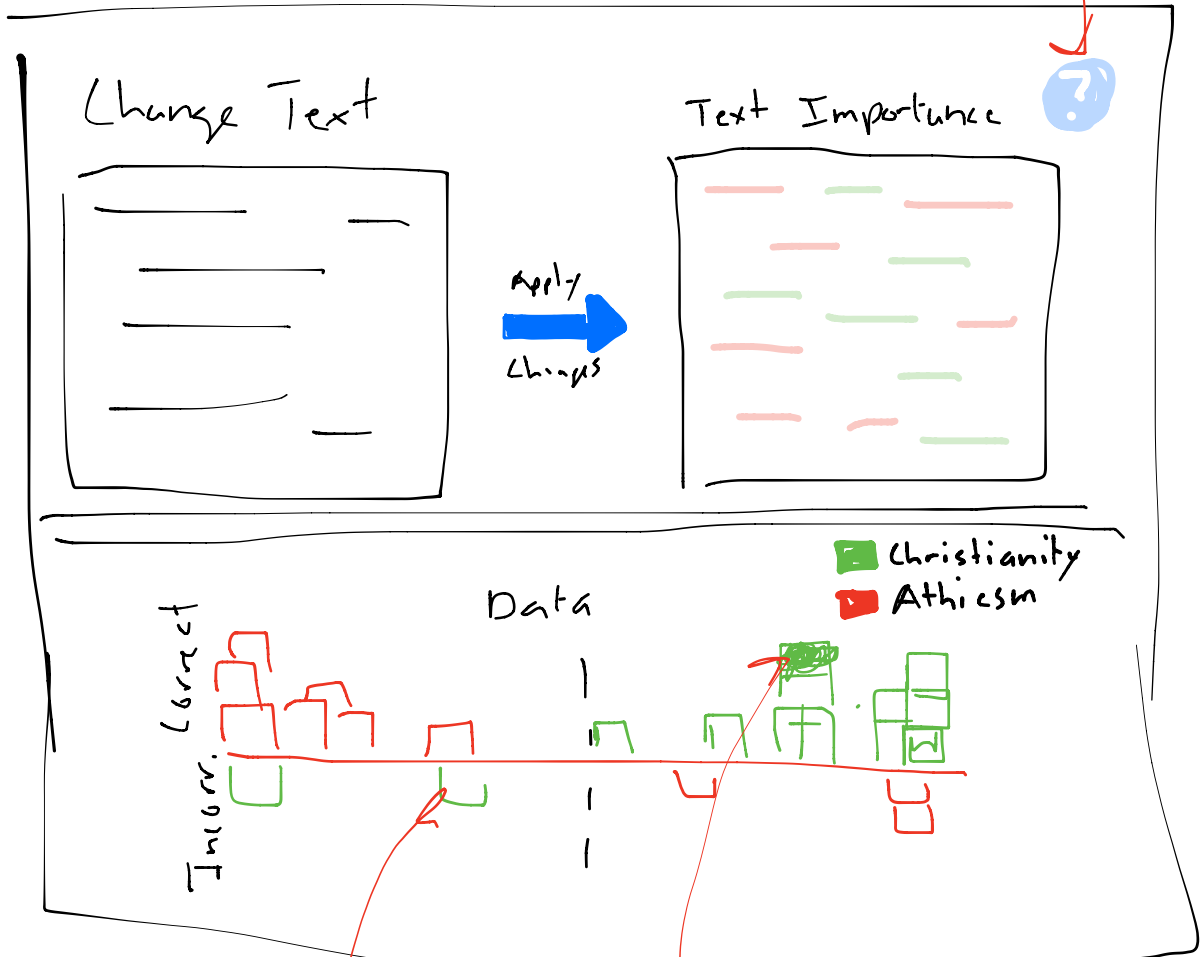 Change Text
Text Importance
?
Apply
Changes
Christianity
Athiesm
Data
Correct
Incorr.